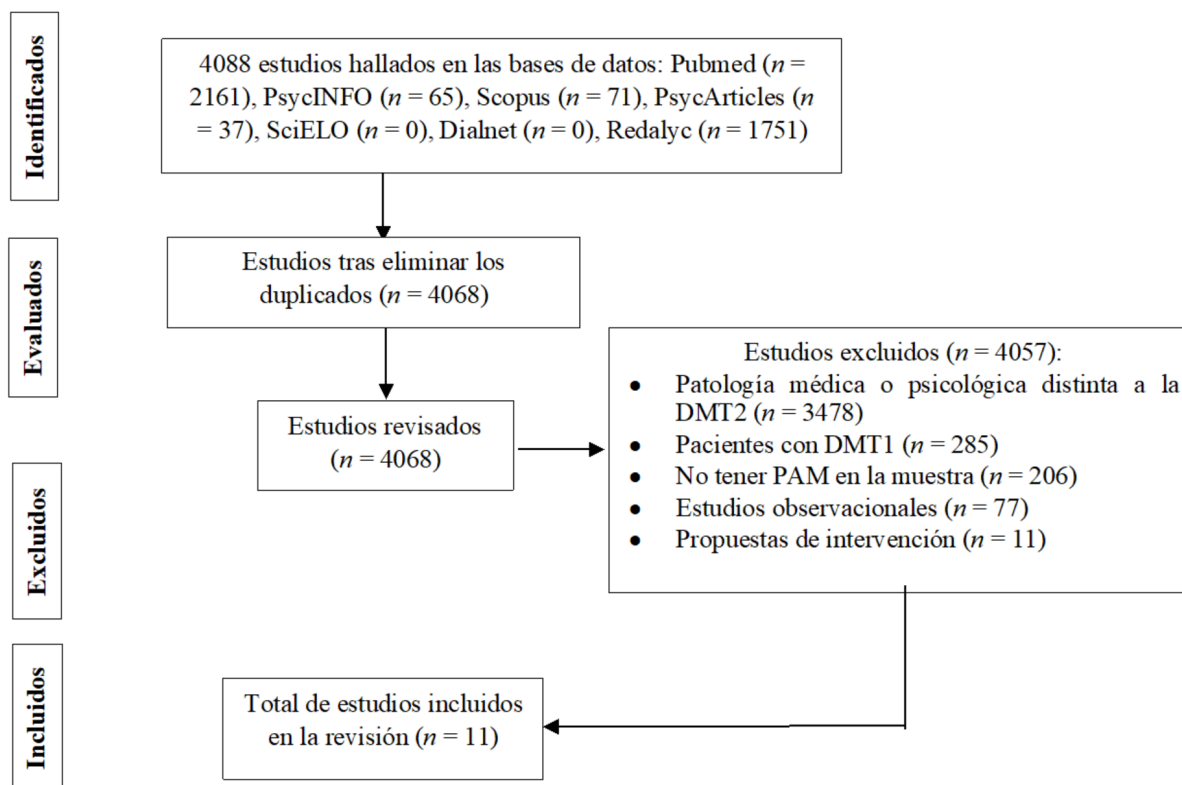 Identificados
4088 estudios hallados en las bases de datos: Pubmed (n =
2161), PsycINFO (n = 65), Scopus (n = 71), PsycArticles (n
= 37), SciELO (n = 0), Dialnet (n = 0), Redalyc (n = 1751)
Evaluados
Estudios tras eliminar los
duplicados (n = 4068)
Estudios revisados
(n = 4068)
Excluidos
Estudios excluidos (n = 4057):
● Patología médica o psicológica distinta a la
DMT2 (n = 3478)
● Pacientes con DMT1 (n = 285)
● No tener PAM en la muestra (n = 206)
● Estudios observacionales (n = 77)
● Propuestas de intervención (n = 11)
Incluidos
Total de estudios incluidos
en la revisión (n = 11)